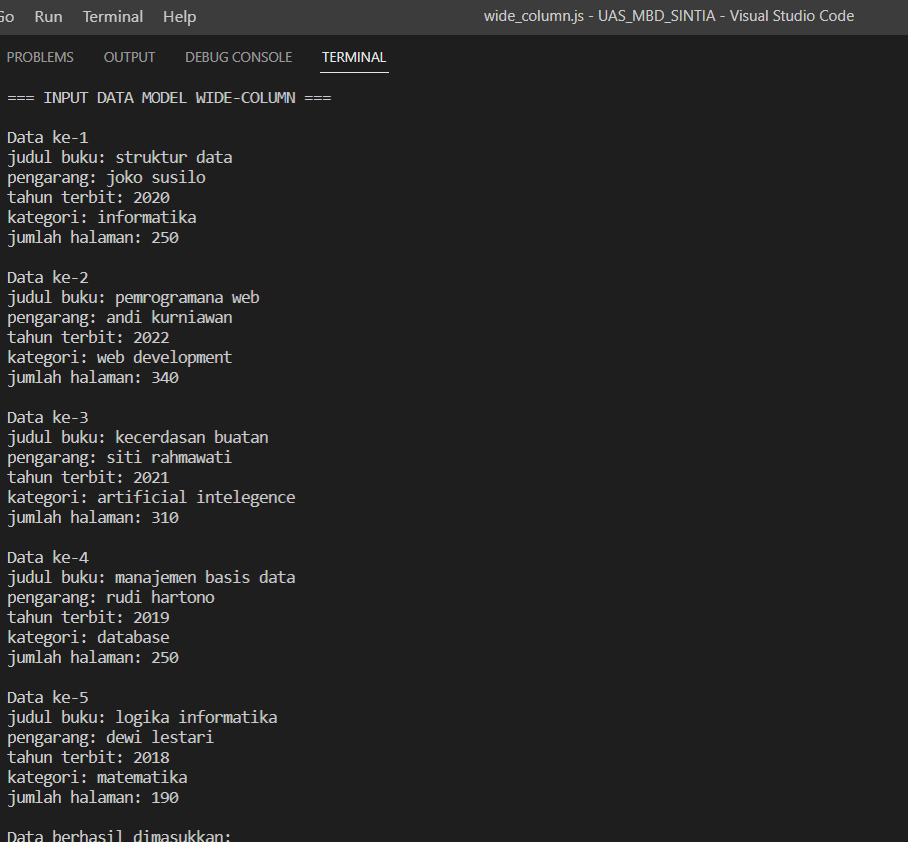 Go Run Terminal Help wide_column.js - UAS_MBD_SINTIA - Visual Studio Code
PROBLEMS OUTPUT DEBUG CONSOLE TERMINAL
=== INPUT DATA MODEL WIDE-COLUMN ===
Data ke-1
judul buku: struktur data
pengarang: joko susilo
tahun terbit: 2020
kategori: informatika
jumlah halaman: 250
Data ke-2
judul buku: pemrogramana web
pengarang: andi kurniawan
tahun terbit: 2022
kategori: web development
jumlah halaman: 340
Data ke-3
judul buku: kecerdasan buatan
pengarang: siti rahmawati
tahun terbit: 2021
kategori: artificial intelegence
jumlah halaman: 310
Data ke-4
judul buku: manajemen basis data
pengarang: rudi hartono
tahun terbit: 2019
kategori: database
jumlah halaman: 250
Data ke-5
judul buku: logika informatika
pengarang: dewi lestari
tahun terbit: 2018
kategori: matematika
jumlah halaman: 190
Data berhasil dimasukkan: